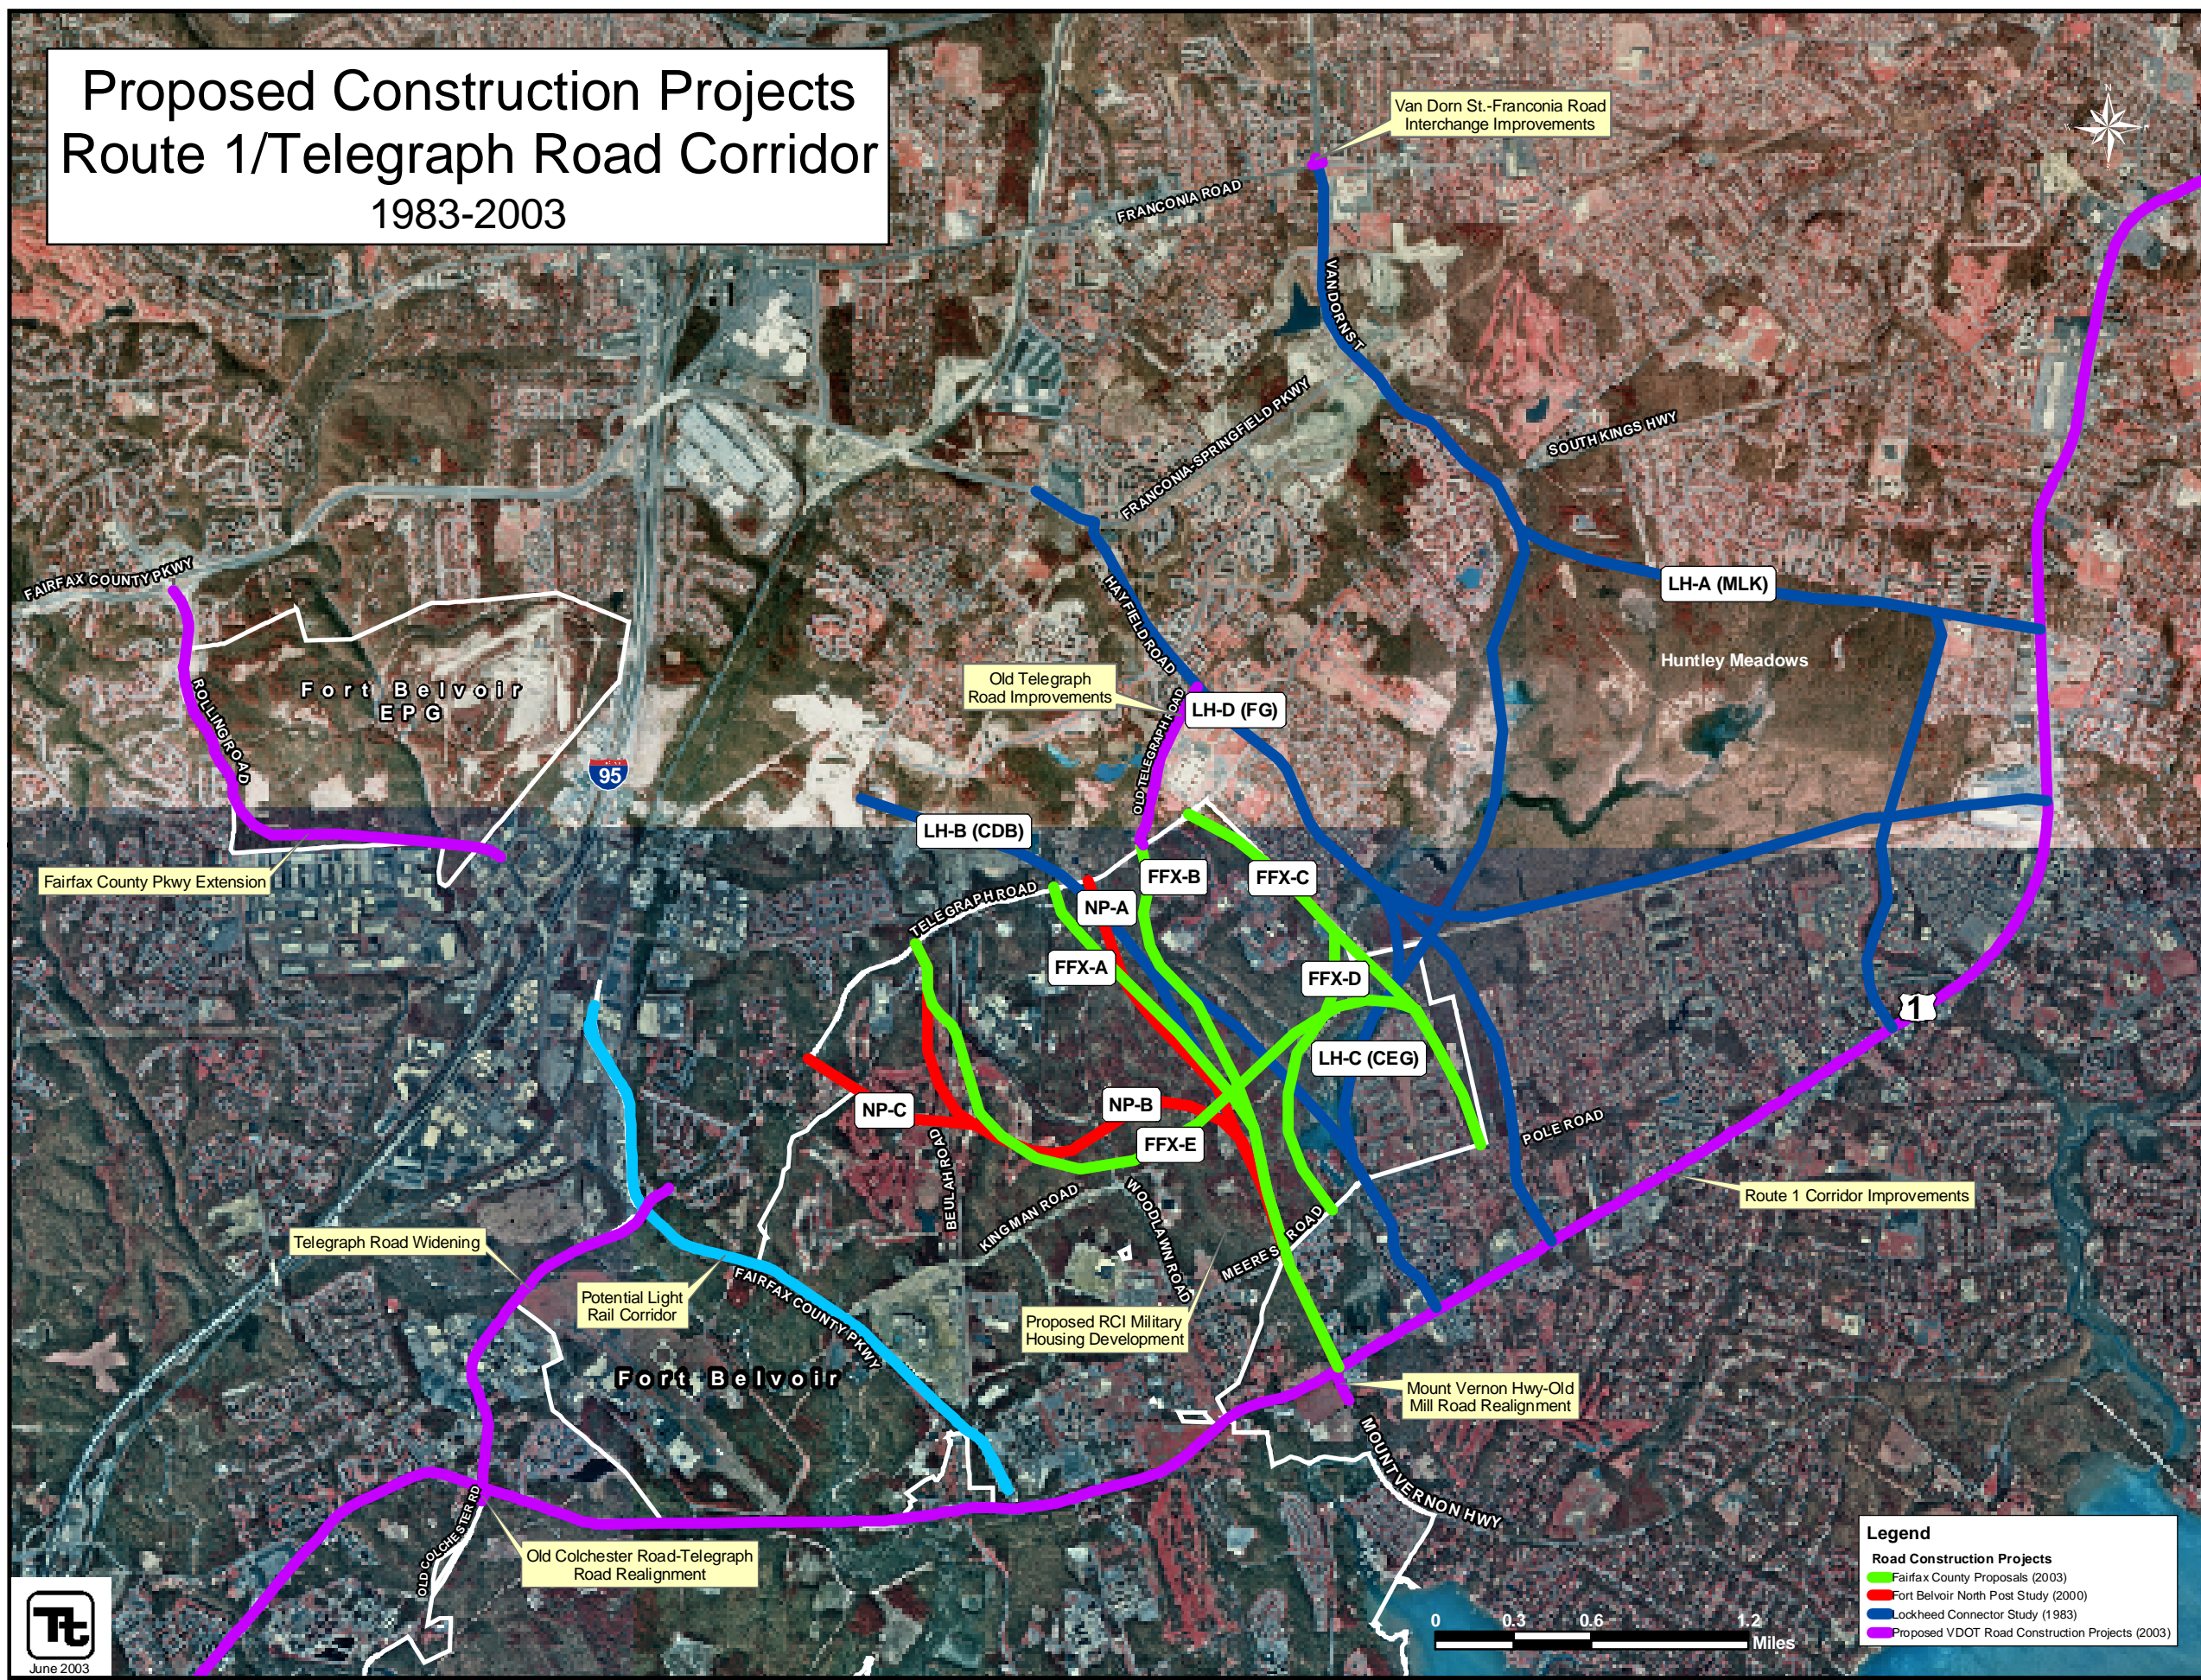 Proposed Construction Projects
Route 1/Telegraph Road Corridor
1983-2003
Van Dorn St.-Franconia Road
Interchange Improvements
N
FRANCONIA ROAD
VAN DORN ST
FRANCONIA-SPRINGFIELD PKWY
SOUTH KINGS HWY
FAIRFAX COUNTY PKWY
LH-A (MLK)
HAYFIELD ROAD
Huntley Meadows
Old Telegraph
Road Improvements
Fort Belvoir
EPG
ROLLING ROAD
LH-D (FG)
OLD TELEGRAPH ROAD
95
LH-B (CDB)
Fairfax County Pkwy Extension
FFX-B
FFX-C
TELEGRAPH ROAD
NP-A
FFX-A
FFX-D
1
LH-C (CEG)
NP-C
NP-B
FFX-E
POLE ROAD
BEULAH ROAD
KINGMAN ROAD
WOODLAWN ROAD
MEERES ROAD
Route 1 Corridor Improvements
Telegraph Road Widening
Potential Light
Rail Corridor
FAIRFAX COUNTY PKWY
Proposed RCI Military
Housing Development
Fort Belvoir
Mount Vernon Hwy-Old
Mill Road Realignment
MOUNT VERNON HWY
OLD COLCHESTER RD
Old Colchester Road-Telegraph
Road Realignment
Legend
Road Construction Projects
Fairfax County Proposals (2003)
Fort Belvoir North Post Study (2000)
Lockheed Connector Study (1983)
Proposed VDOT Road Construction Projects (2003)
0 0.3 0.6 1.2
Miles
Tt
June 2003